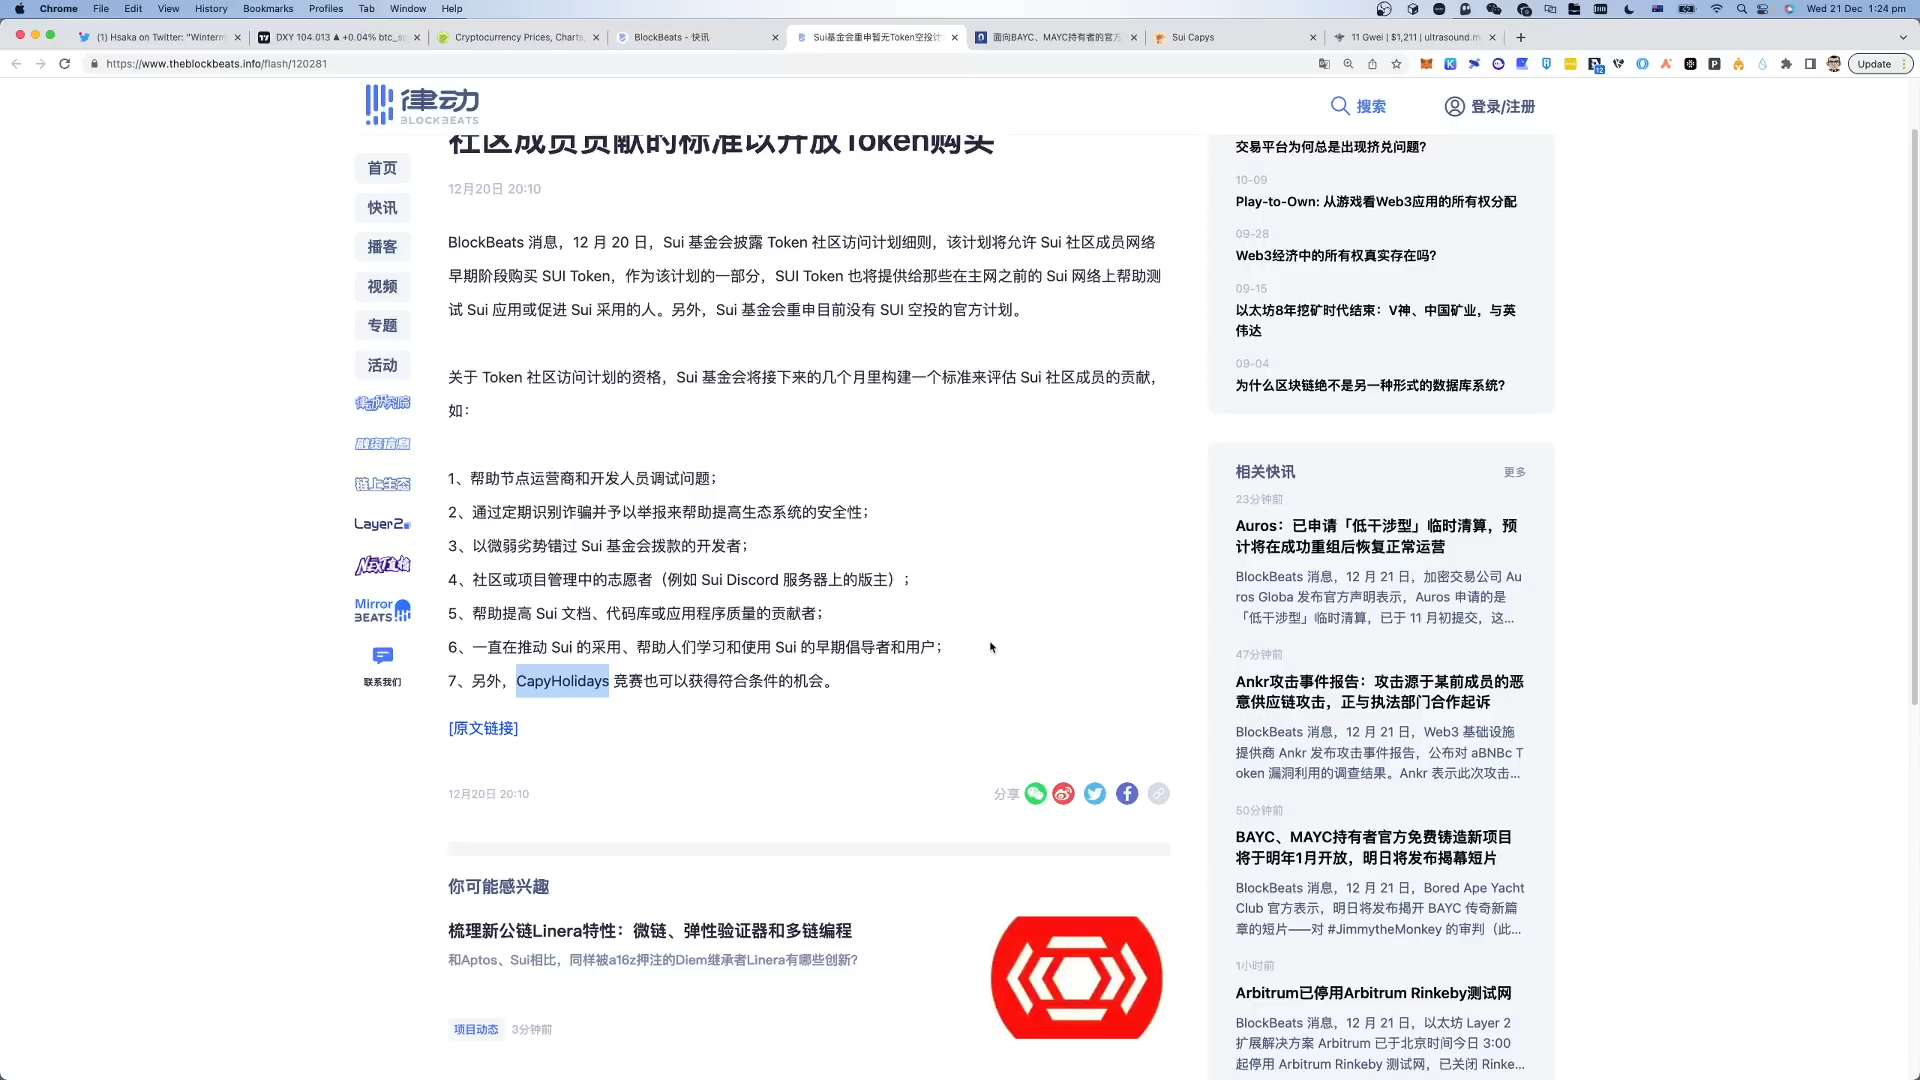 Chrome File Edit View History Bookmarks Profiles Tab Window Help
Wed 21 Dec 1:24 pm
(1) Hsaka on Twitter: "Winterm
DXY 104.013 ▲ +0.04% btc_s
Cryptocurrency Prices, Charts,
BlockBeats - 快讯
Sui基金会重申暂无Token空投计
面向BAYC、MAYC持有者的官方
Sui Capys
11 Gwei | $1,211 | ultrasound.m
https://www.theblockbeats.info/flash/120281
12
Update
律动
BLOCKBEATS
搜索
登录/注册
首页
快讯
播客
视频
专题
活动
律动研究院
融资信息
链上生态
Layer2
NEXT直播
Mirror
BEATS
联系我们
社区成员贡献的标准以开放Token购买
12月20日 20:10
BlockBeats 消息，12 月 20 日，Sui 基金会披露 Token 社区访问计划细则，该计划将允许 Sui 社区成员网络
早期阶段购买 SUI Token，作为该计划的一部分，SUI Token 也将提供给那些在主网之前的 Sui 网络上帮助测
试 Sui 应用或促进 Sui 采用的人。另外，Sui 基金会重申目前没有 SUI 空投的官方计划。
关于 Token 社区访问计划的资格，Sui 基金会将接下来的几个月里构建一个标准来评估 Sui 社区成员的贡献，
如：
1、帮助节点运营商和开发人员调试问题；
2、通过定期识别诈骗并予以举报来帮助提高生态系统的安全性；
3、以微弱劣势错过 Sui 基金会拨款的开发者；
4、社区或项目管理中的志愿者（例如 Sui Discord 服务器上的版主）；
5、帮助提高 Sui 文档、代码库或应用程序质量的贡献者；
6、一直在推动 Sui 的采用、帮助人们学习和使用 Sui 的早期倡导者和用户；
7、另外，CapyHolidays 竞赛也可以获得符合条件的机会。
[原文链接]
12月20日 20:10
分享
你可能感兴趣
梳理新公链Linera特性：微链、弹性验证器和多链编程
和Aptos、Sui相比，同样被a16z押注的Diem继承者Linera有哪些创新?
项目动态 3分钟前
交易平台为何总是出现挤兑问题?
10-09
Play-to-Own: 从游戏看Web3应用的所有权分配
09-28
Web3经济中的所有权真实存在吗?
09-15
以太坊8年挖矿时代结束：V神、中国矿业，与英
伟达
09-04
为什么区块链绝不是另一种形式的数据库系统?
相关快讯
更多
23分钟前
Auros：已申请「低干涉型」临时清算，预
计将在成功重组后恢复正常运营
BlockBeats 消息，12 月 21 日，加密交易公司 Au
ros Globa 发布官方声明表示，Auros 申请的是
「低干涉型」临时清算，已于 11 月初提交，这...
47分钟前
Ankr攻击事件报告：攻击源于某前成员的恶
意供应链攻击，正与执法部门合作起诉
BlockBeats 消息，12 月 21 日，Web3 基础设施
提供商 Ankr 发布攻击事件报告，公布对 aBNBc T
oken 漏洞利用的调查结果。Ankr 表示此次攻击...
50分钟前
BAYC、MAYC持有者官方免费铸造新项目
将于明年1月开放，明日将发布揭幕短片
BlockBeats 消息，12 月 21 日，Bored Ape Yacht
Club 官方表示，明日将发布揭开 BAYC 传奇新篇
章的短片——对 #JimmytheMonkey 的审判（此...
1小时前
Arbitrum已停用Arbitrum Rinkeby测试网
BlockBeats 消息，12 月 21 日，以太坊 Layer 2
扩展解决方案 Arbitrum 已于北京时间今日 3:00
起停用 Arbitrum Rinkeby 测试网，已关闭 Rinke...